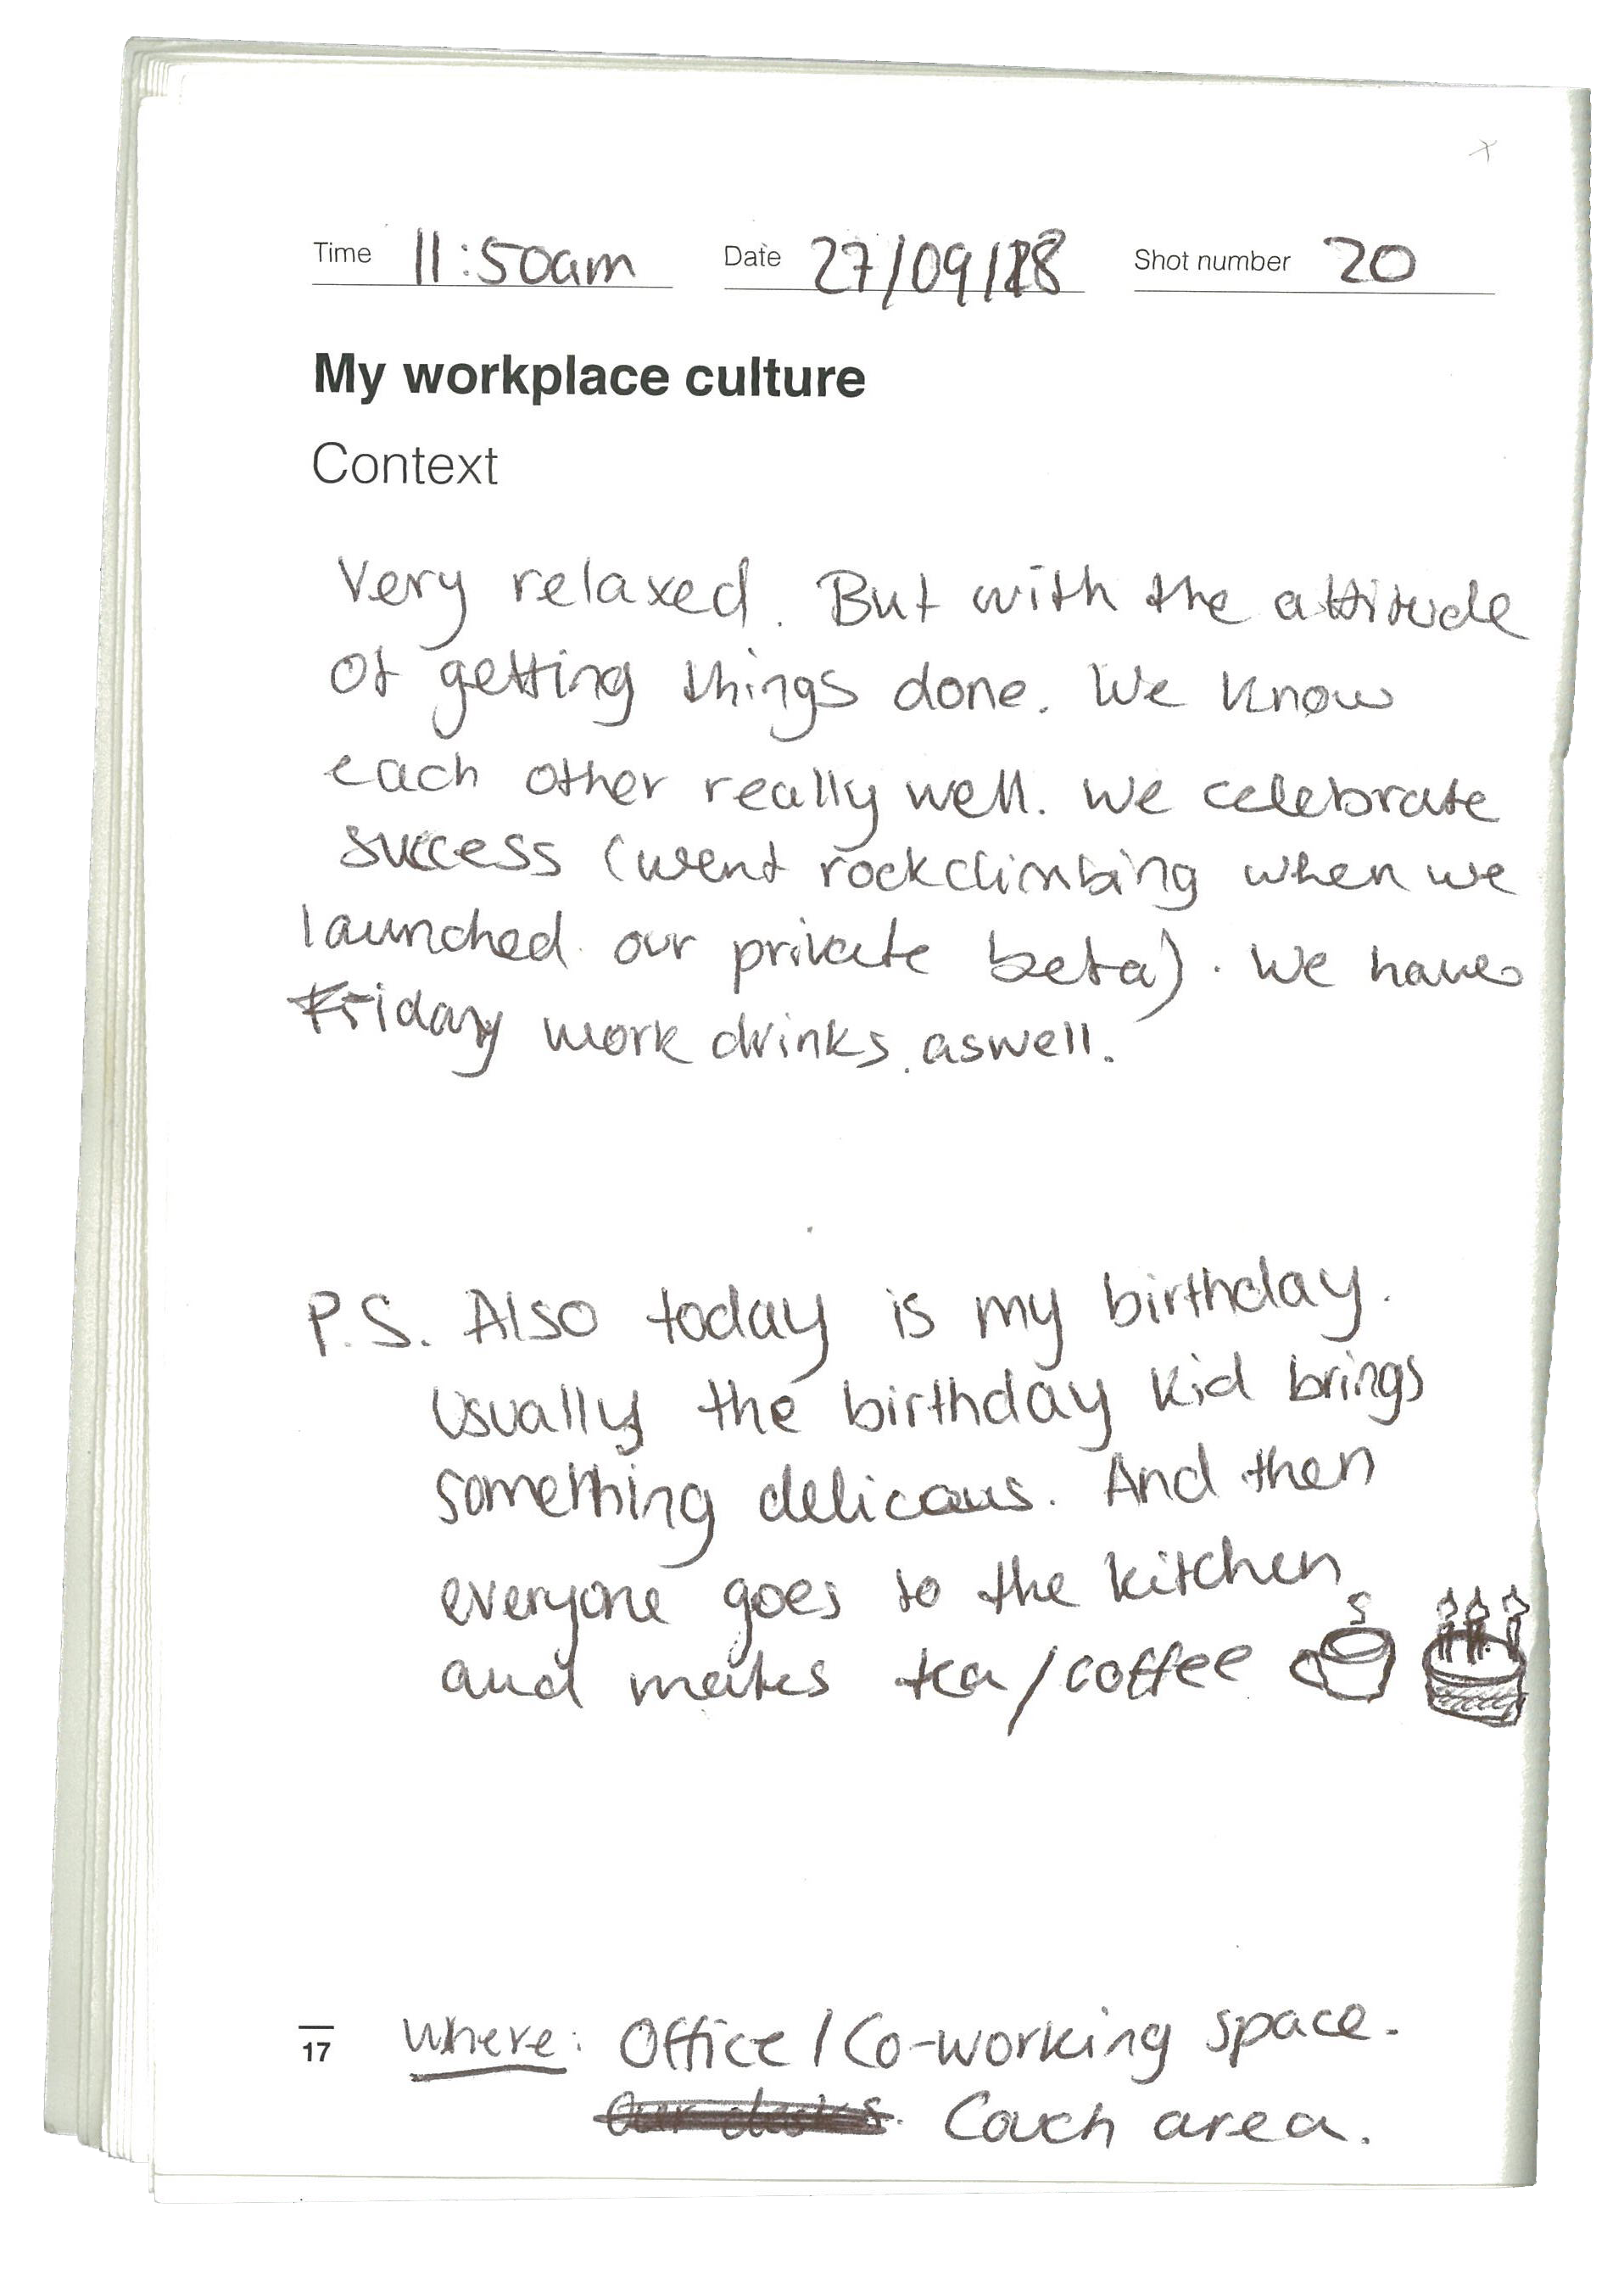 Time 11:50am Date 27/09/18 Shot number 20
My workplace culture
Context
Very relaxed. But with the attitude
of getting things done. We know
each other really well. We celebrate
success (went rockclimbing when we
launched our private beta). We have
Friday work drinks aswell.
P.S. Also today is my birthday.
Usually the birthday kid brings
something delicous. And then
everyone goes to the kitchen
and makes tea/coffee
17 Where: Office / Co-working space.
Couch area.